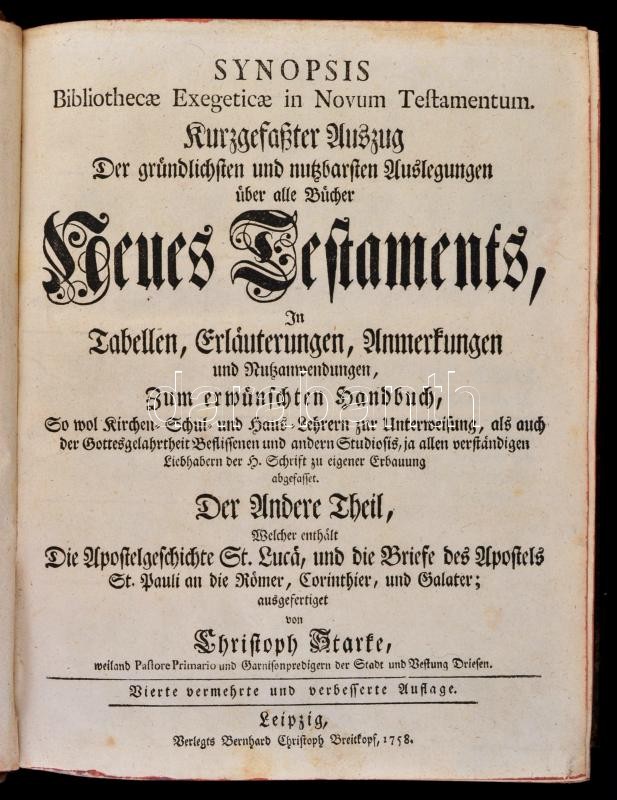 SYNOPSIS
Bibliothecæ Exegeticæ in Novum Testamentum.
Kurzgefaßter Auszug
Der gründlichsten und nutzbarsten Auslegungen
über alle Bücher
Neues Testaments,
In
Tabellen, Erläuterungen, Anmerkungen
und Nutzanwendungen,
Zum erwünschten Handbuch,
So wol Kirchen- Schul- und Haus-Lehrern zur Unterweisung, als auch
der Gottesgelahrtheit Beflissenen und andern Studiosis, ja allen verständigen
Liebhabern der H. Schrift zu eigener Erbauung
abgefasset.
Der Andere Theil,
Welcher enthält
Die Apostelgeschichte St. Lucä, und die Briefe des Apostels
St. Pauli an die Römer, Corinthier, und Galater;
ausgefertiget
von
Christoph Starke,
weiland Pastore Primario und Garnisonpredigern der Stadt und Vestung Driesen.
Vierte vermehrte und verbesserte Auflage.
Leipzig,
Verlegts Bernhard Christoph Breitkopf, 1758.
darabanth